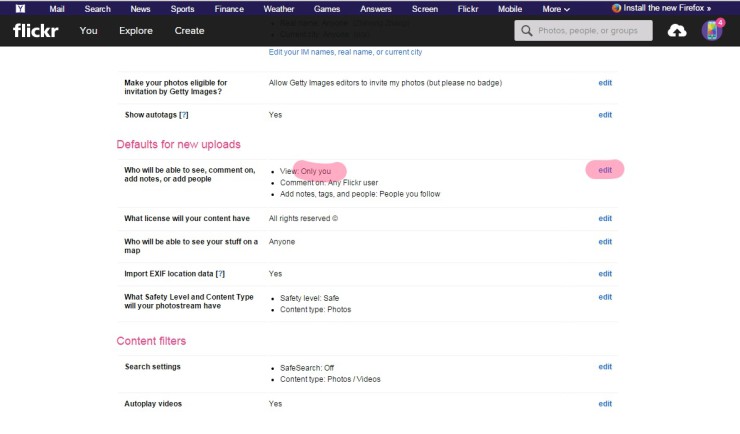 Y Mail Search News Sports Finance Weather Games Answers Screen Flickr Mobile More Install the new Firefox »
flickr You Explore Create Photos, people, or groups 4
Edit your IM names, real name, or current city
Make your photos eligible for Allow Getty Images editors to invite my photos (but please no badge) edit
invitation by Getty Images?
Show autotags [?] Yes edit
Defaults for new uploads
Who will be able to see, comment on, • View: Only you edit
add notes, or add people • Comment on: Any Flickr user
• Add notes, tags, and people: People you follow
What license will your content have All rights reserved © edit
Who will be able to see your stuff on a Anyone edit
map
Import EXIF location data [?] Yes edit
What Safety Level and Content Type • Safety level: Safe edit
will your photostream have • Content type: Photos
Content filters
Search settings • SafeSearch: Off edit
• Content type: Photos / Videos
Autoplay videos Yes edit